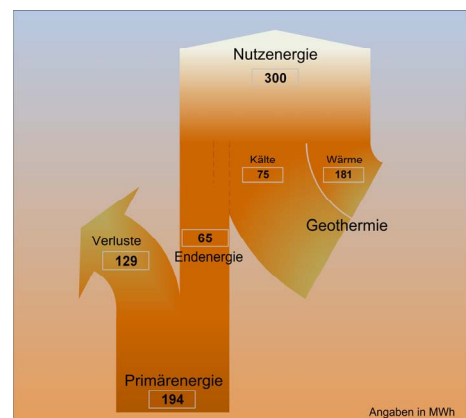 Nutzenergie
300
Kälte
75
Wärme
181
Geothermie
Verluste
129
65
Endenergie
Primärenergie
194
Angaben in MWh